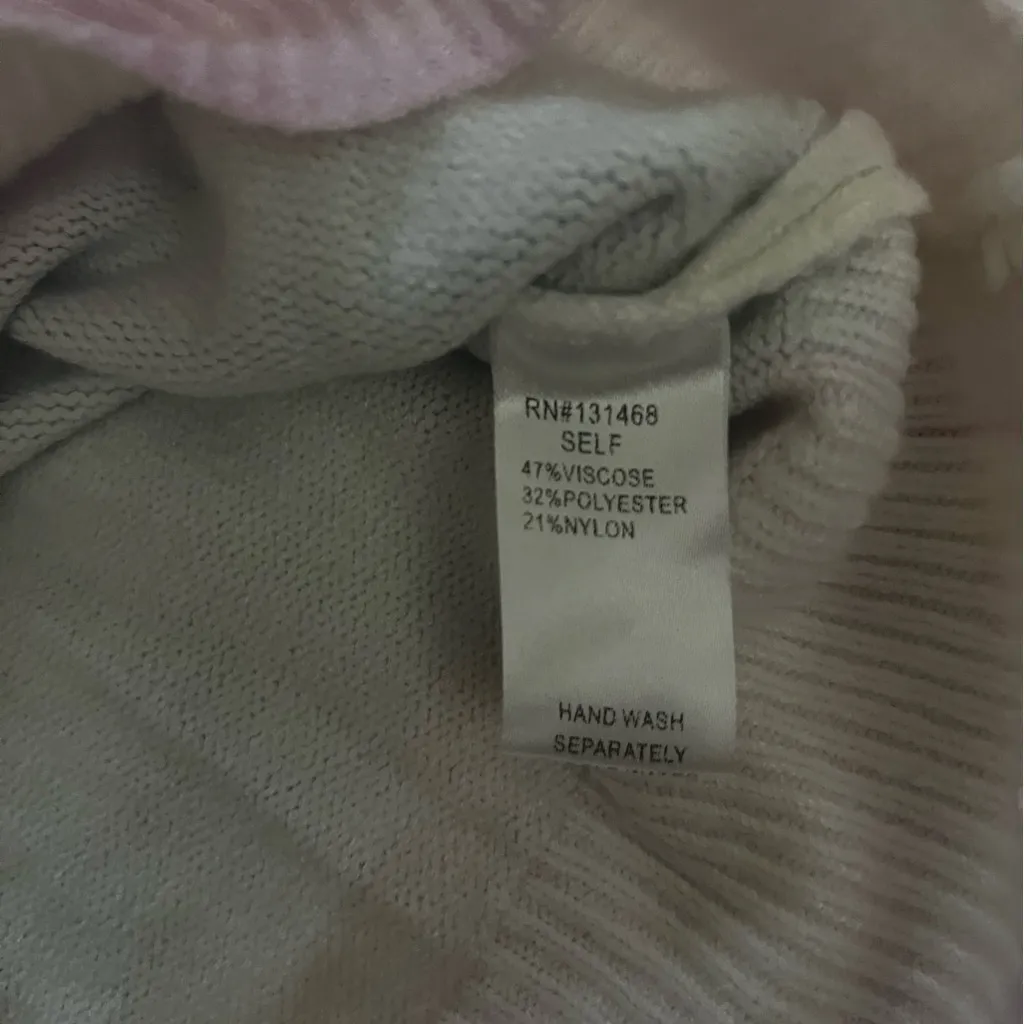 RN#131468
SELF
47%VISCOSE
32%POLYESTER
21%NYLON
HAND WASH
SEPARATELY